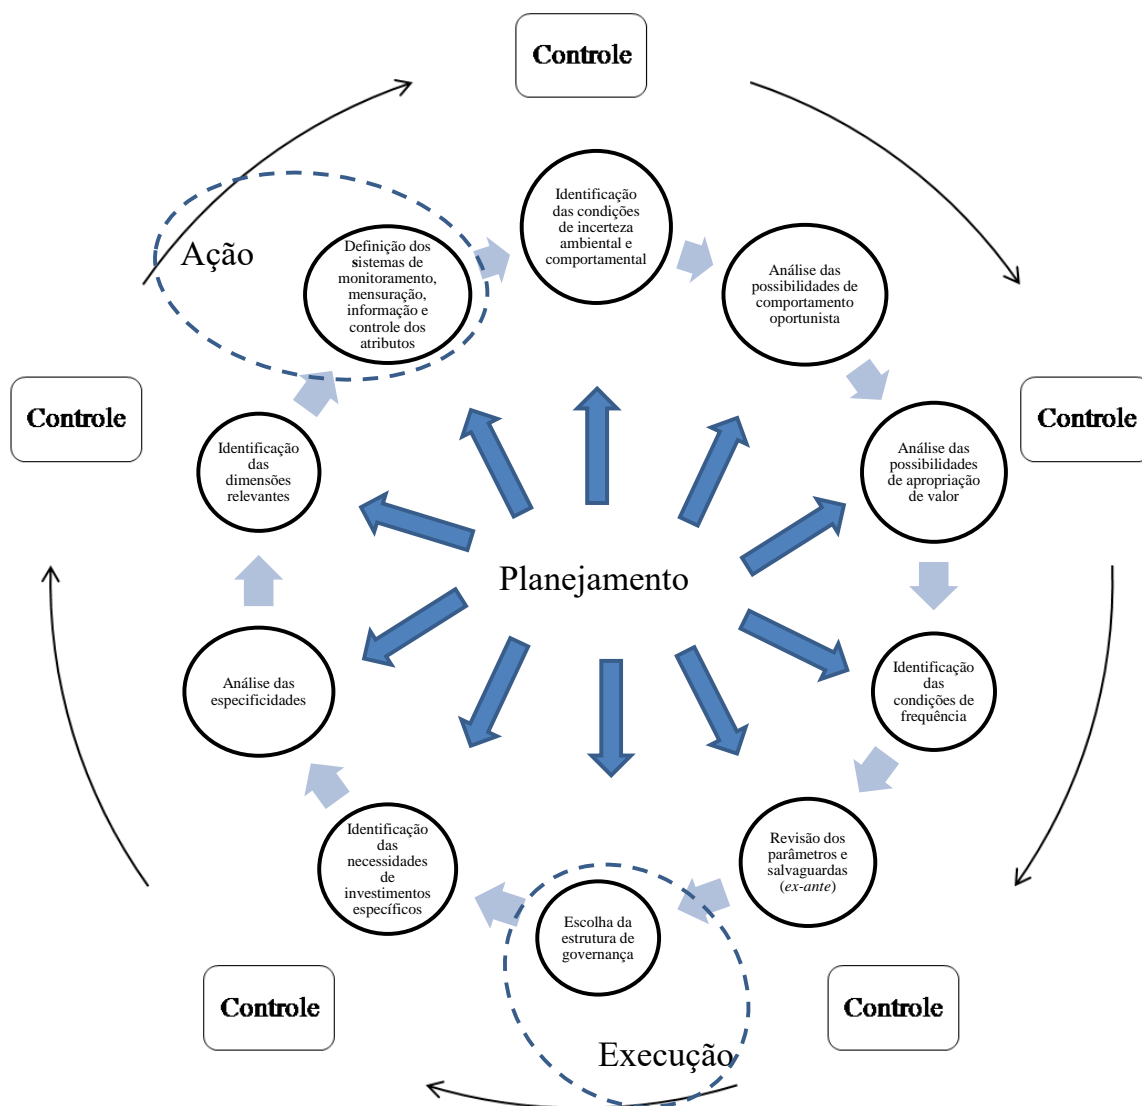 Controle
Identificação
das condições
de incerteza
ambiental e
comportamental
Ação
Definição dos
sistemas de
monitoramento,
mensuração,
informação e
controle dos
atributos
Análise das
possibilidades de
comportamento
oportunista
Controle
Controle
Identificação
das
dimensões
relevantes
Análise das
possibilidades
de apropriação
de valor
Planejamento
Análise das
especificidades
Identificação
das
condições de
frequência
Identificação
das
necessidades
de
investimentos
específicos
Revisão dos
parâmetros e
salvaguardas
(ex-ante)
Escolha da
estrutura de
governança
Controle
Controle
Execução